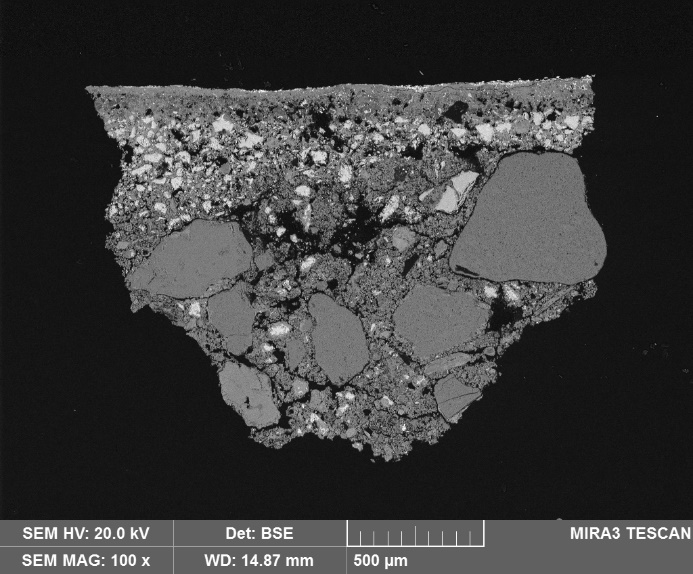 SEM HV: 20.0 kV Det: BSE MIRA3 TESCAN
SEM MAG: 100 x WD: 14.87 mm 500 µm